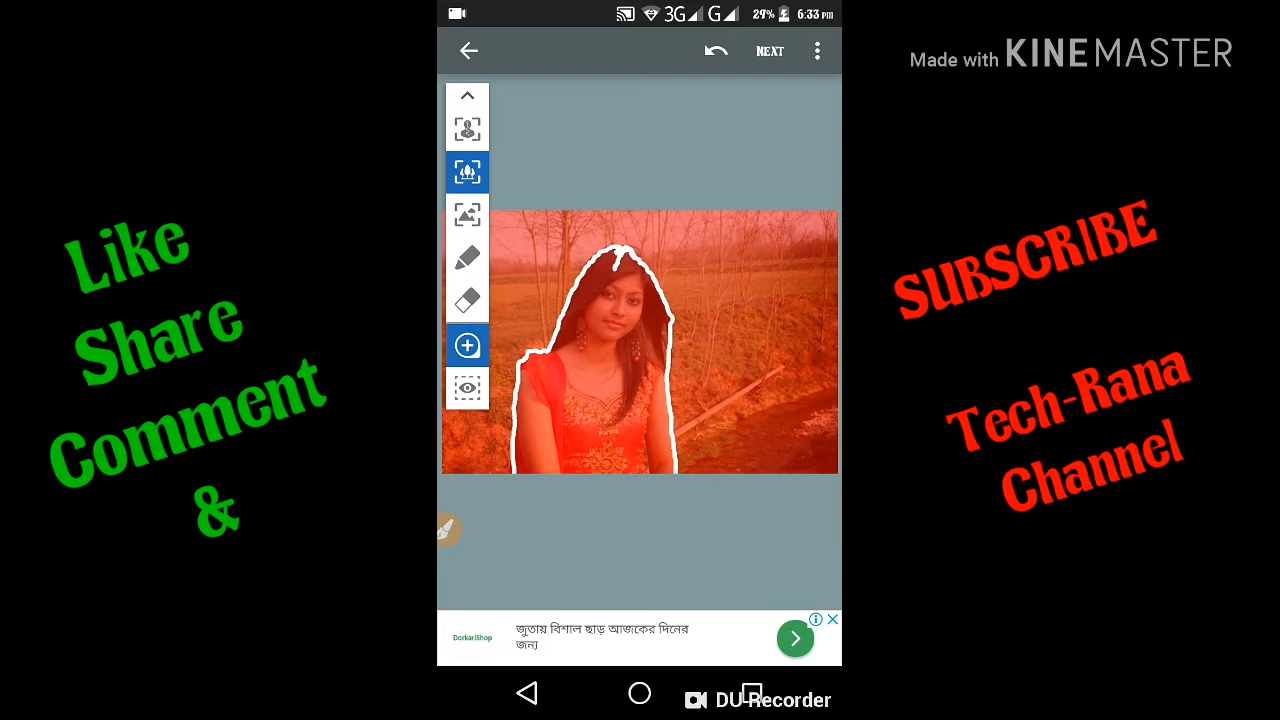 3G G 29% 6:33 pm
NEXT
Made with KINEMASTER
Like
Share
Comment
&
SUBSCRIBE
Tech-Rana
Channel
DorkariShop
জুতায় বিশাল ছাড় আজকের দিনের
জন্য
DU Recorder